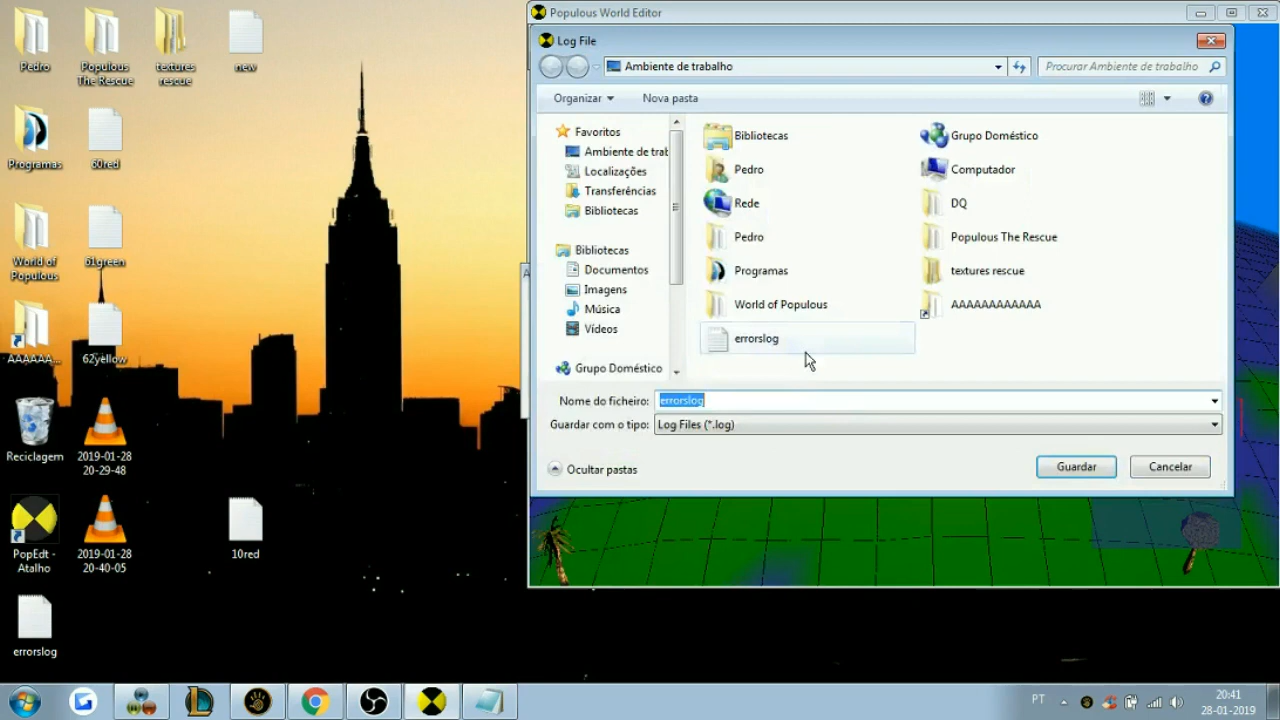 Pedro
Populous
The Rescue
textures
rescue
new
Programas
60red
World of
Populous
61green
AAAAAA...
62yellow
Reciclagem
2019-01-28
20-29-48
PopEdt -
Atalho
2019-01-28
20-40-05
10red
errorslog
Populous World Editor
Log File
Ambiente de trabalho
Procurar Ambiente de trabalho
Organizar
Nova pasta
Favoritos
Ambiente de trat
Localizações
Transferências
Bibliotecas
Bibliotecas
Documentos
Imagens
Música
Vídeos
Grupo Doméstico
Bibliotecas
Grupo Doméstico
Pedro
Computador
Rede
DQ
Pedro
Populous The Rescue
Programas
textures rescue
World of Populous
AAAAAAAAAAAA
errorslog
Nome do ficheiro:
errorslog
Guardar com o tipo:
Log Files (*.log)
Ocultar pastas
Guardar
Cancelar
PT
20:41
28-01-2019